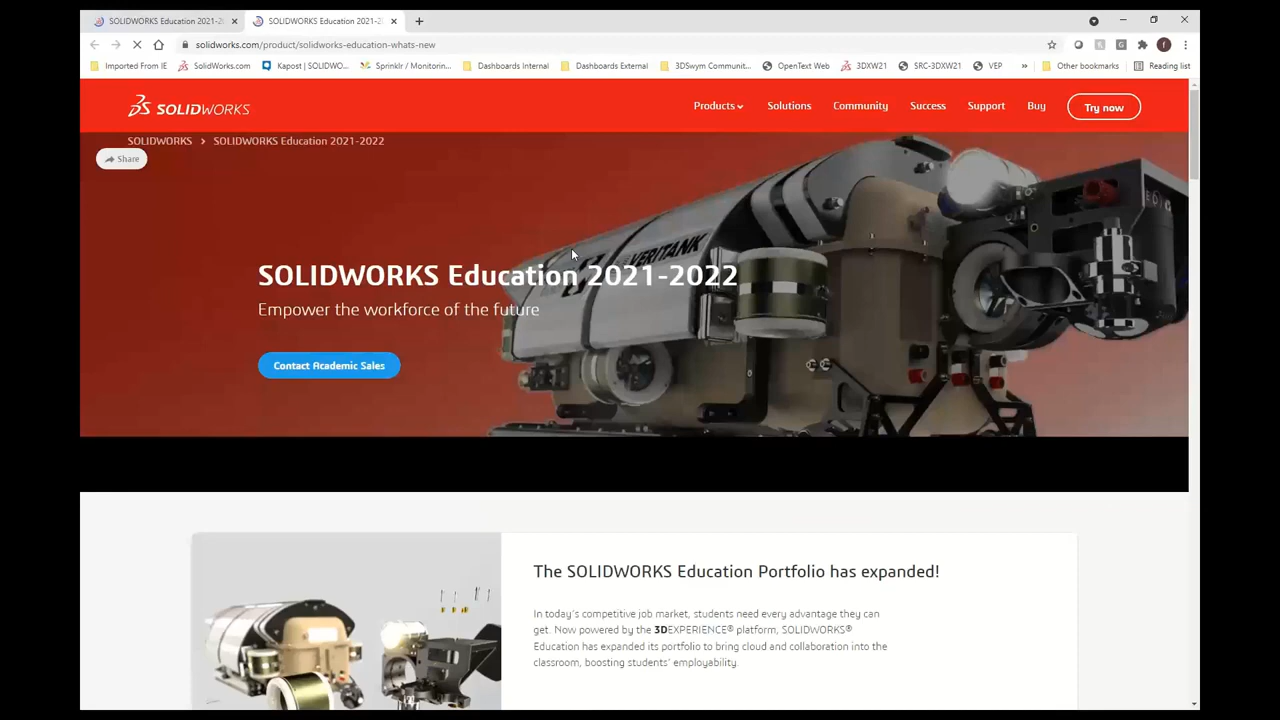 SOLIDWORKS Education 2021-2
SOLIDWORKS Education 2021-2
solidworks.com/product/solidworks-education-whats-new
Imported From IE
SolidWorks.com
Kapost | SOLIDWO...
Sprinklr / Monitorin...
Dashboards Internal
Dashboards External
3DSwym Communit...
OpenText Web
3DXW21
SRC-3DXW21
VEP
»
Other bookmarks
Reading list
SOLIDWORKS
Products
Solutions
Community
Success
Support
Buy
Try now
SOLIDWORKS > SOLIDWORKS Education 2021-2022
Share
VERITANK
SOLIDWORKS Education 2021-2022
Empower the workforce of the future
Contact Academic Sales
The SOLIDWORKS Education Portfolio has expanded!
In today's competitive job market, students need every advantage they can
get. Now powered by the 3DEXPERIENCE® platform, SOLIDWORKS®
Education has expanded its portfolio to bring cloud and collaboration into the
classroom, boosting students' employability.